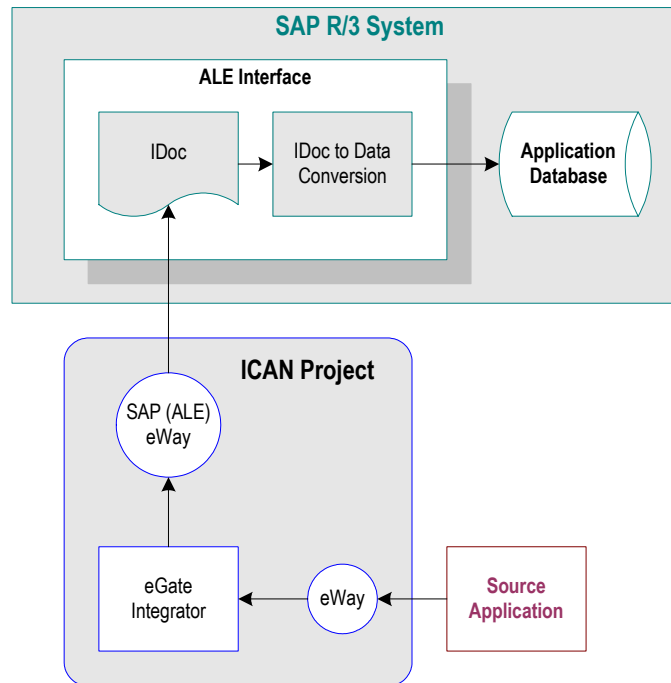 SAP R/3 System
ALE Interface
IDoc
IDoc to Data
Conversion
Application
Database
ICAN Project
SAP (ALE)
eWay
eGate
Integrator
eWay
Source
Application